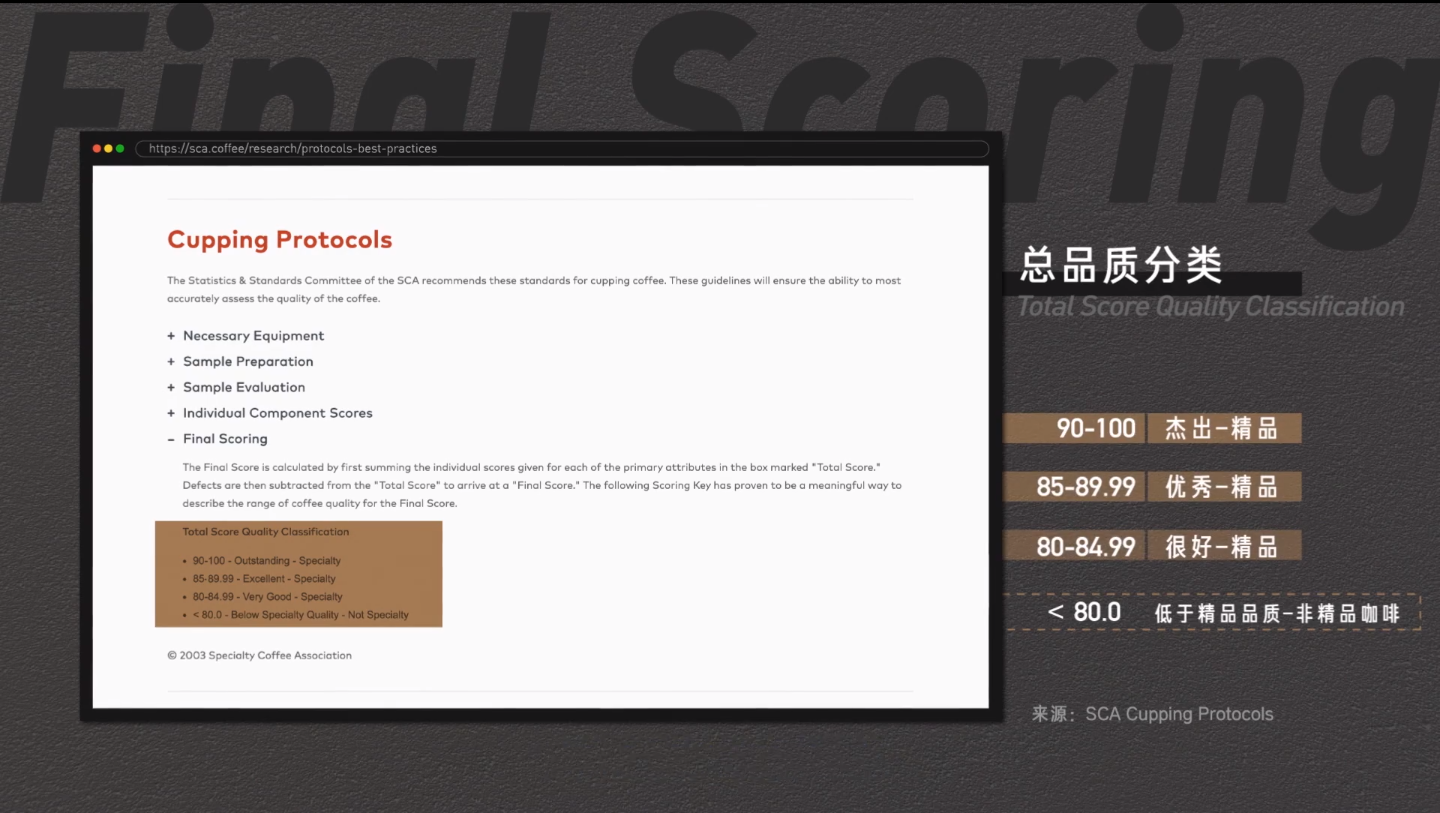 Final Scoring
https://sca.coffee/research/protocols-best-practices
Cupping Protocols
The Statistics & Standards Committee of the SCA recommends these standards for cupping coffee. These guidelines will ensure the ability to most
accurately assess the quality of the coffee.
+ Necessary Equipment
+ Sample Preparation
+ Sample Evaluation
+ Individual Component Scores
– Final Scoring
The Final Score is calculated by first summing the individual scores given for each of the primary attributes in the box marked "Total Score."
Defects are then subtracted from the "Total Score" to arrive at a "Final Score." The following Scoring Key has proven to be a meaningful way to
describe the range of coffee quality for the Final Score.
Total Score Quality Classification
• 90-100 - Outstanding - Specialty
• 85-89.99 - Excellent - Specialty
• 80-84.99 - Very Good - Specialty
• < 80.0 - Below Specialty Quality - Not Specialty
© 2003 Specialty Coffee Association
总品质分类
Total Score Quality Classification
90-100 杰出-精品
85-89.99 优秀-精品
80-84.99 很好-精品
< 80.0 低于精品品质-非精品咖啡
来源：SCA Cupping Protocols